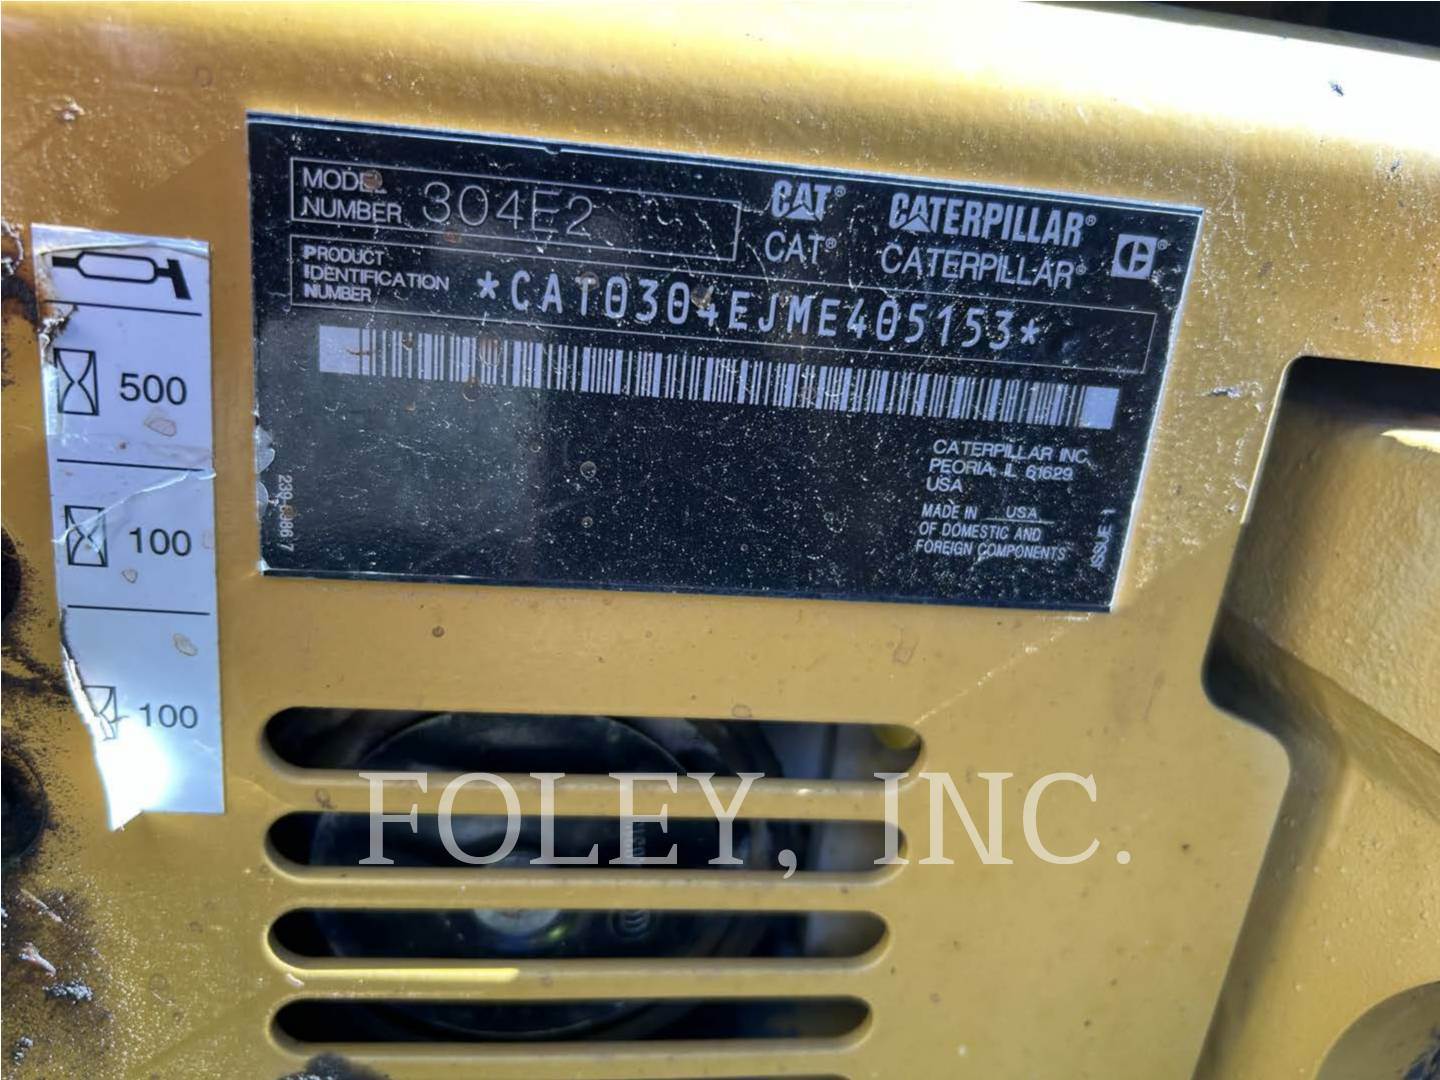 MODEL
NUMBER 304E2
CAT® CATERPILLAR®
CAT® CATERPILLAR®
PRODUCT
IDENTIFICATION
NUMBER
*CAT0304EJME405153*
CATERPILLAR INC.
PEORIA, IL 61629
USA
MADE IN USA
OF DOMESTIC AND
FOREIGN COMPONENTS
ISSUE 1
500
100
100
FOLEY, INC.